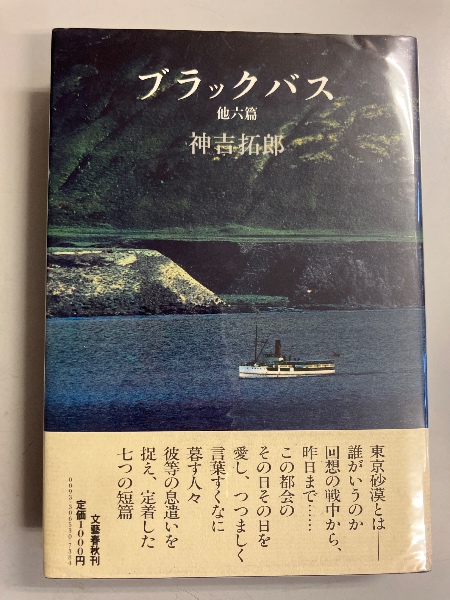 ブラックバス
他六篇
神吉拓郎
東京砂漠とは――
誰がいうのか
回想の戦中から、
昨日まで……
この都会の
その日その日を
愛し、つつましく
言葉すくなに
暮す人々
彼等の息遣いを
捉え、定着した
七つの短篇
文藝春秋刊
定価1000円